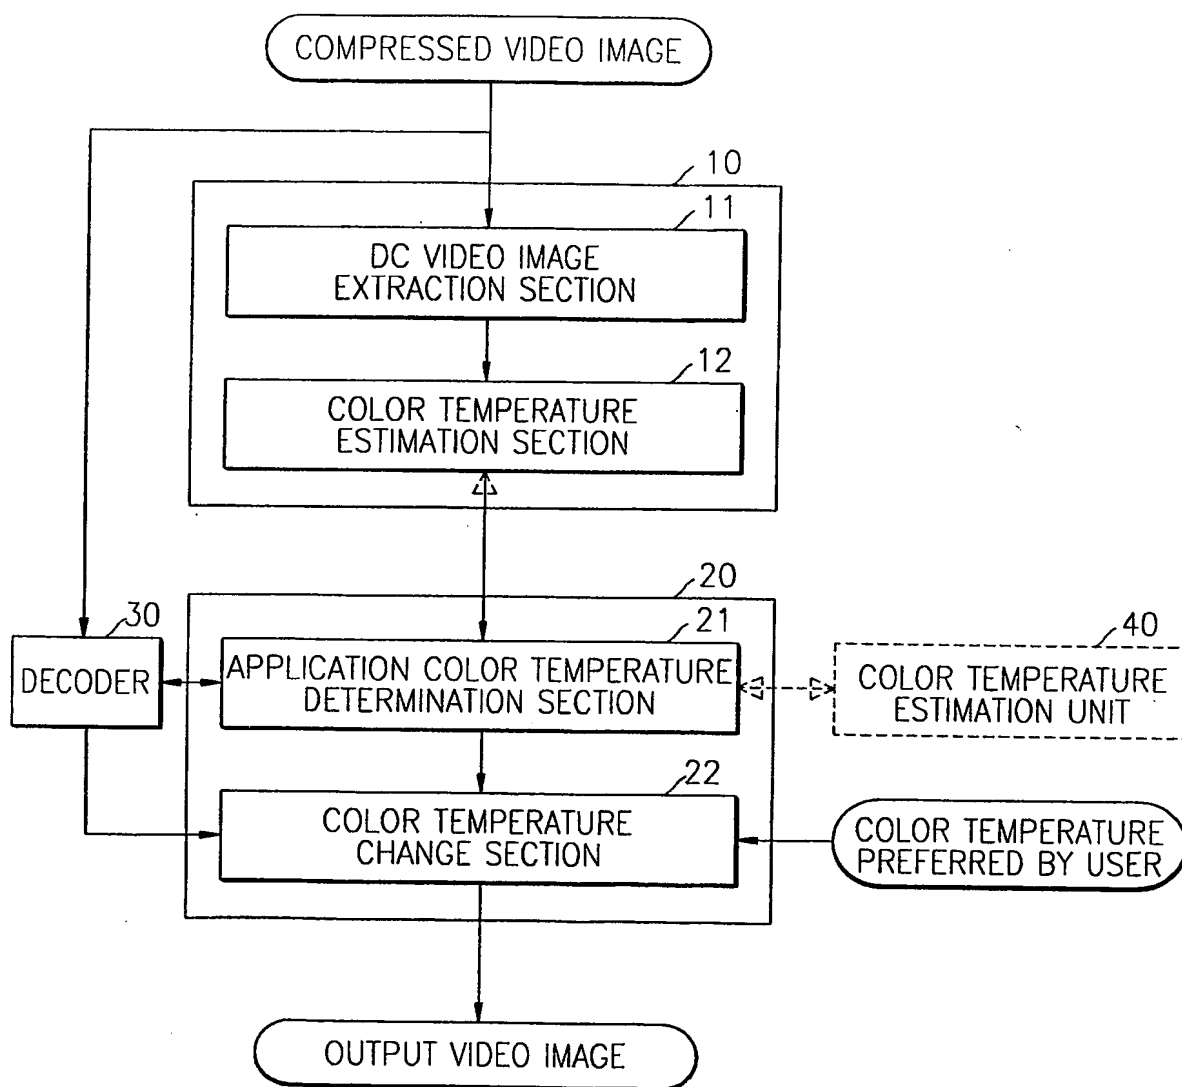 COMPRESSED VIDEO IMAGE
10
11
DC VIDEO IMAGE
EXTRACTION SECTION
12
COLOR TEMPERATURE
ESTIMATION SECTION
20
30
21
40
DECODER
APPLICATION COLOR TEMPERATURE
DETERMINATION SECTION
COLOR TEMPERATURE
ESTIMATION UNIT
22
COLOR TEMPERATURE
CHANGE SECTION
COLOR TEMPERATURE
PREFERRED BY USER
OUTPUT VIDEO IMAGE